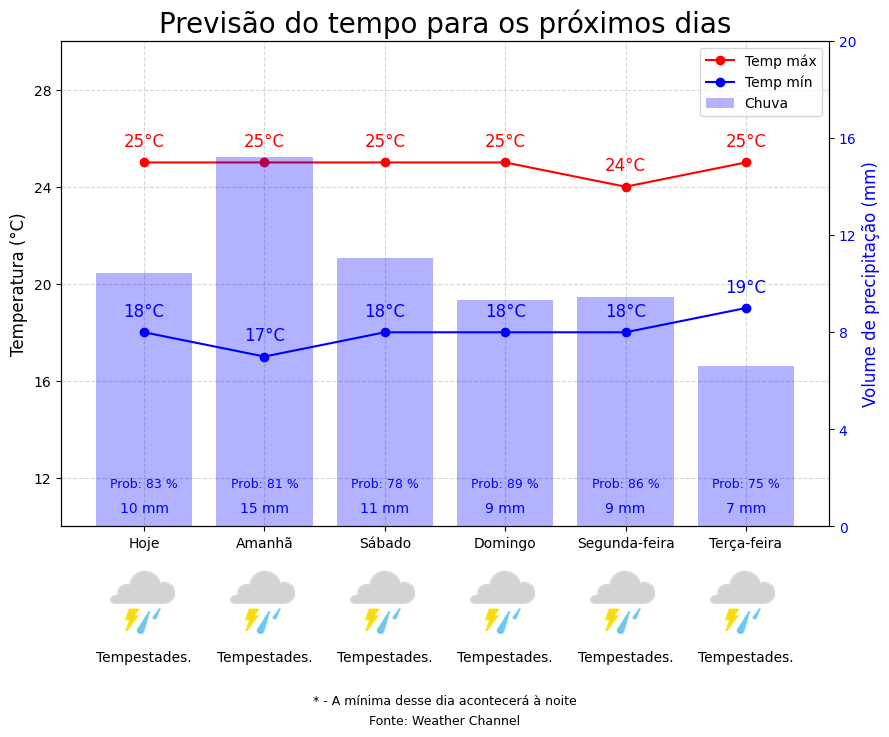 Previsão do tempo para os próximos dias
Temp máx
Temp mín
Chuva
Temperatura (°C)
28
24
20
16
12
Volume de precipitação (mm)
20
16
12
8
4
0
25°C 25°C 25°C 25°C 24°C 25°C
18°C 17°C 18°C 18°C 18°C 19°C
Prob: 83 % Prob: 81 % Prob: 78 % Prob: 89 % Prob: 86 % Prob: 75 %
10 mm 15 mm 11 mm 9 mm 9 mm 7 mm
Hoje Amanhã Sábado Domingo Segunda-feira Terça-feira
Tempestades. Tempestades. Tempestades. Tempestades. Tempestades. Tempestades.
* - A mínima desse dia acontecerá à noite
Fonte: Weather Channel